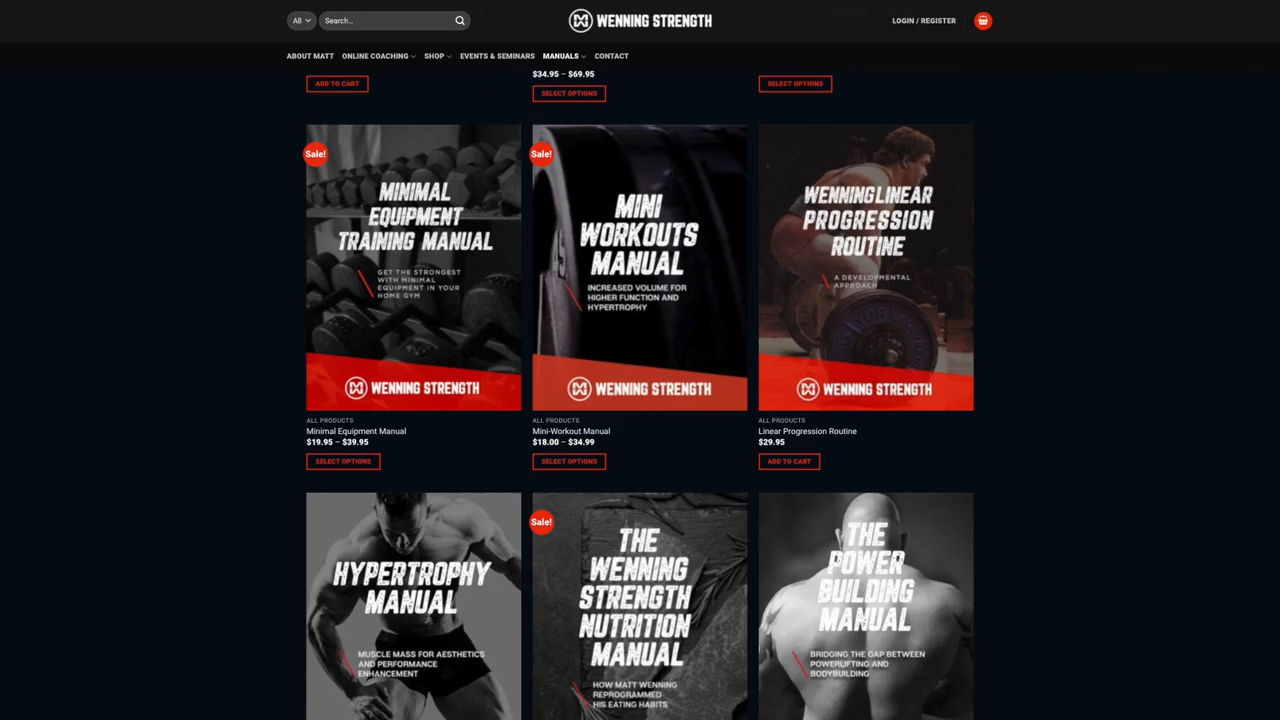 All
Search...
WENNING STRENGTH
LOGIN / REGISTER
ABOUT MATT
ONLINE COACHING
SHOP
EVENTS & SEMINARS
MANUALS
CONTACT
ADD TO CART
$34.95 – $69.95
SELECT OPTIONS
SELECT OPTIONS
Sale!
MINIMAL
EQUIPMENT
TRAINING MANUAL
GET THE STRONGEST
WITH MINIMAL
EQUIPMENT IN YOUR
HOME GYM
WENNING STRENGTH
ALL PRODUCTS
Minimal Equipment Manual
$19.95 – $39.95
SELECT OPTIONS
Sale!
MINI
WORKOUTS
MANUAL
INCREASED VOLUME FOR
HIGHER FUNCTION AND
HYPERTROPHY
WENNING STRENGTH
ALL PRODUCTS
Mini-Workout Manual
$18.00 – $34.99
SELECT OPTIONS
WENNING LINEAR
PROGRESSION
ROUTINE
A DEVELOPMENTAL
APPROACH
WENNING STRENGTH
ALL PRODUCTS
Linear Progression Routine
$29.95
ADD TO CART
HYPERTROPHY
MANUAL
MUSCLE MASS FOR AESTHETICS
AND PERFORMANCE
ENHANCEMENT
Sale!
THE
WENNING
STRENGTH
NUTRITION
MANUAL
HOW MATT WENNING
REPROGRAMMED
HIS EATING HABITS
THE
POWER
BUILDING
MANUAL
BRIDGING THE GAP BETWEEN
POWERLIFTING AND
BODYBUILDING